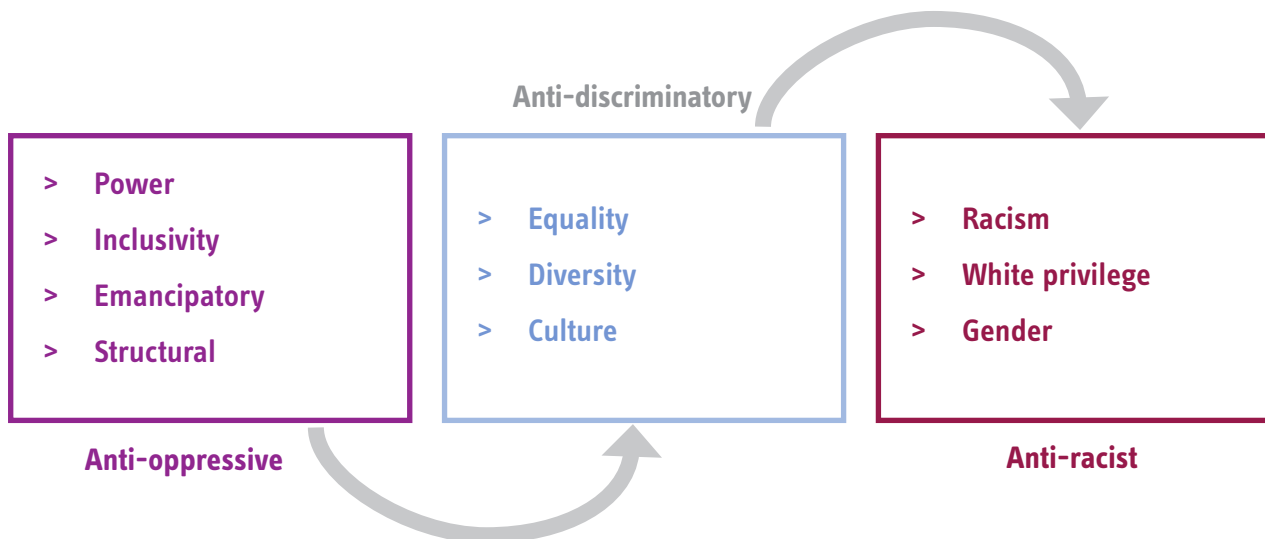 Anti-discriminatory
> Power
> Inclusivity
> Emancipatory
> Structural
Anti-oppressive
> Equality
> Diversity
> Culture
> Racism
> White privilege
> Gender
Anti-racist